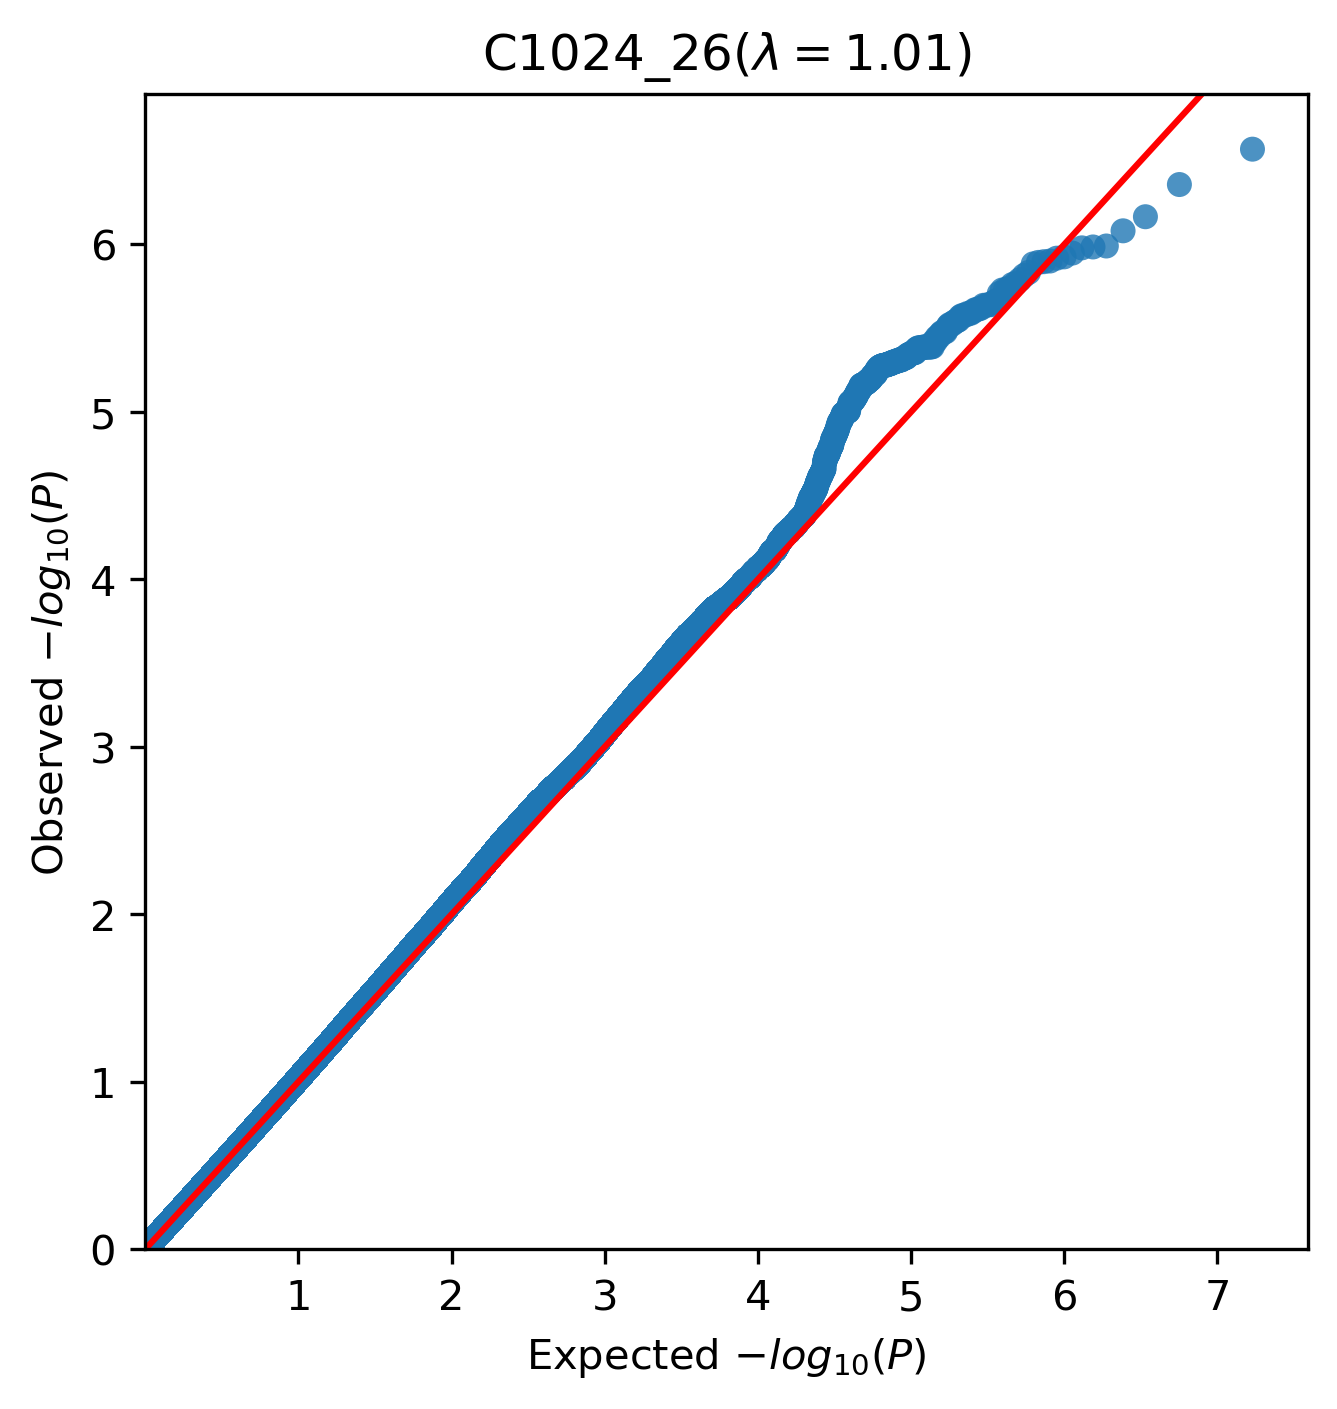 C1024_26(λ = 1.01)
Observed −log₁₀(P)
6
5
4
3
2
1
0
1 2 3 4 5 6 7
Expected −log₁₀(P)